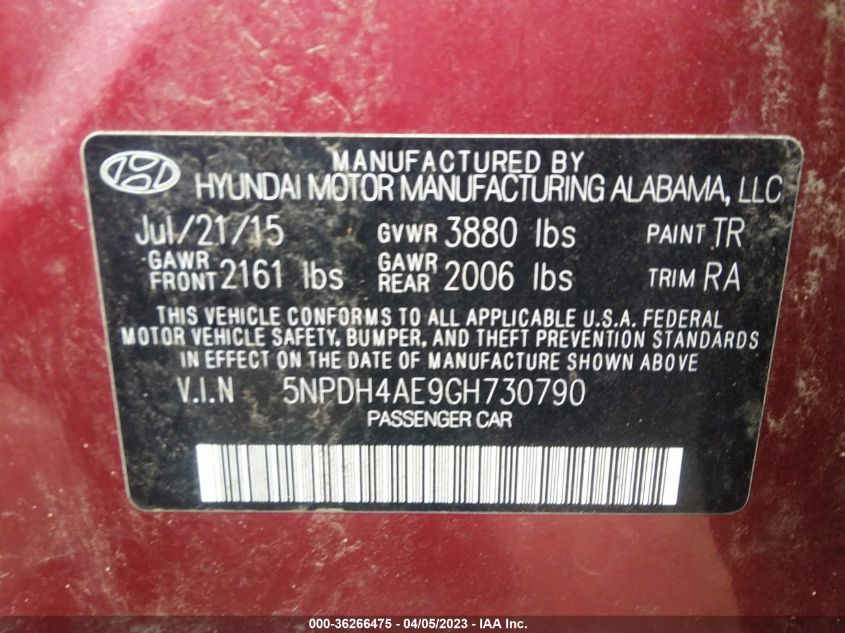 MANUFACTURED BY
HYUNDAI MOTOR MANUFACTURING ALABAMA, LLC
Jul/21/15 GVWR 3880 lbs PAINT TR
GAWR FRONT 2161 lbs GAWR REAR 2006 lbs TRIM RA
THIS VEHICLE CONFORMS TO ALL APPLICABLE U.S.A. FEDERAL
MOTOR VEHICLE SAFETY, BUMPER, AND THEFT PREVENTION STANDARDS
IN EFFECT ON THE DATE OF MANUFACTURE SHOWN ABOVE
V.I.N 5NPDH4AE9GH730790
PASSENGER CAR
000-36266475 - 04/05/2023 - IAA Inc.